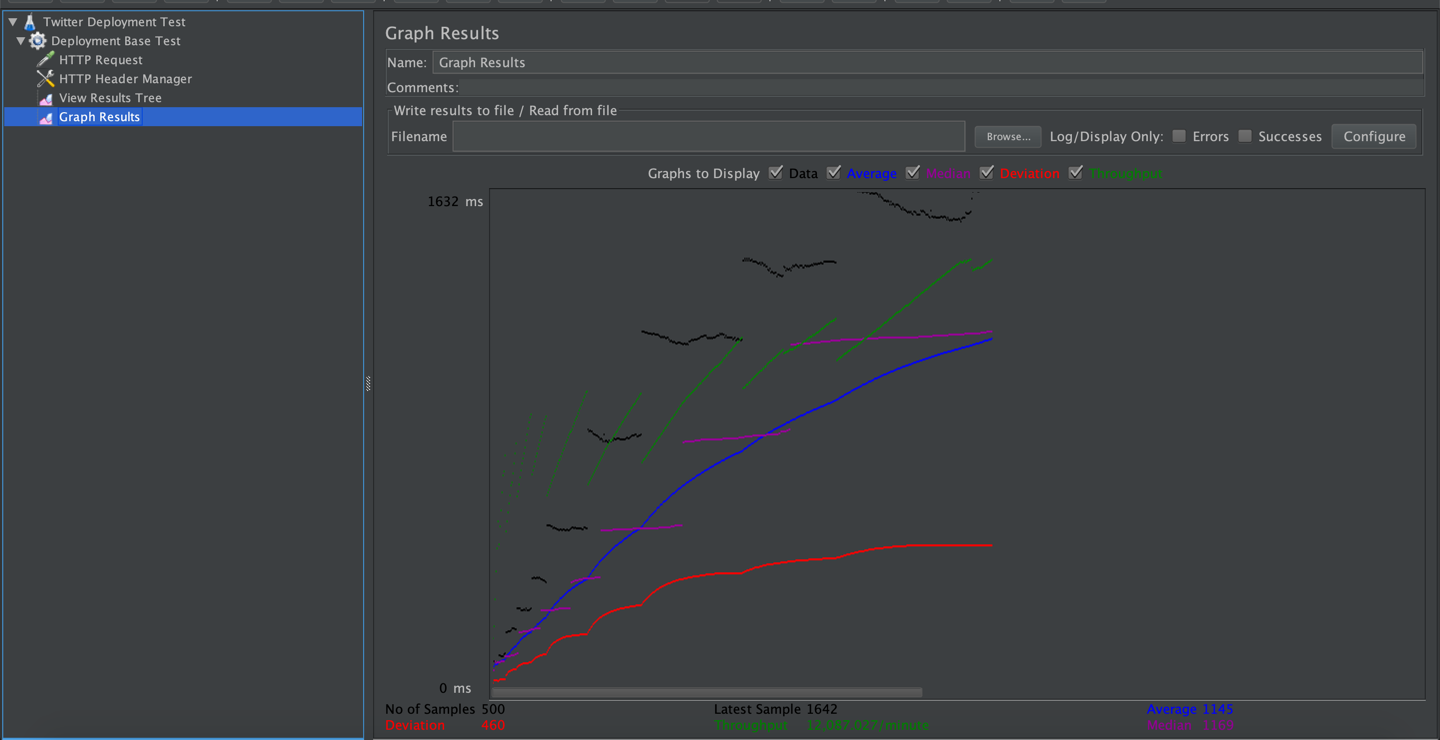 Twitter Deployment Test
Deployment Base Test
HTTP Request
HTTP Header Manager
View Results Tree
Graph Results
Graph Results
Name: Graph Results
Comments:
Write results to file / Read from file
Filename Browse... Log/Display Only: Errors Successes Configure
Graphs to Display Data Average Median Deviation Throughput
1632 ms
0 ms
No of Samples 500 Latest Sample 1642 Average 1145
Deviation 460 Throughput 12,087.027/minute Median